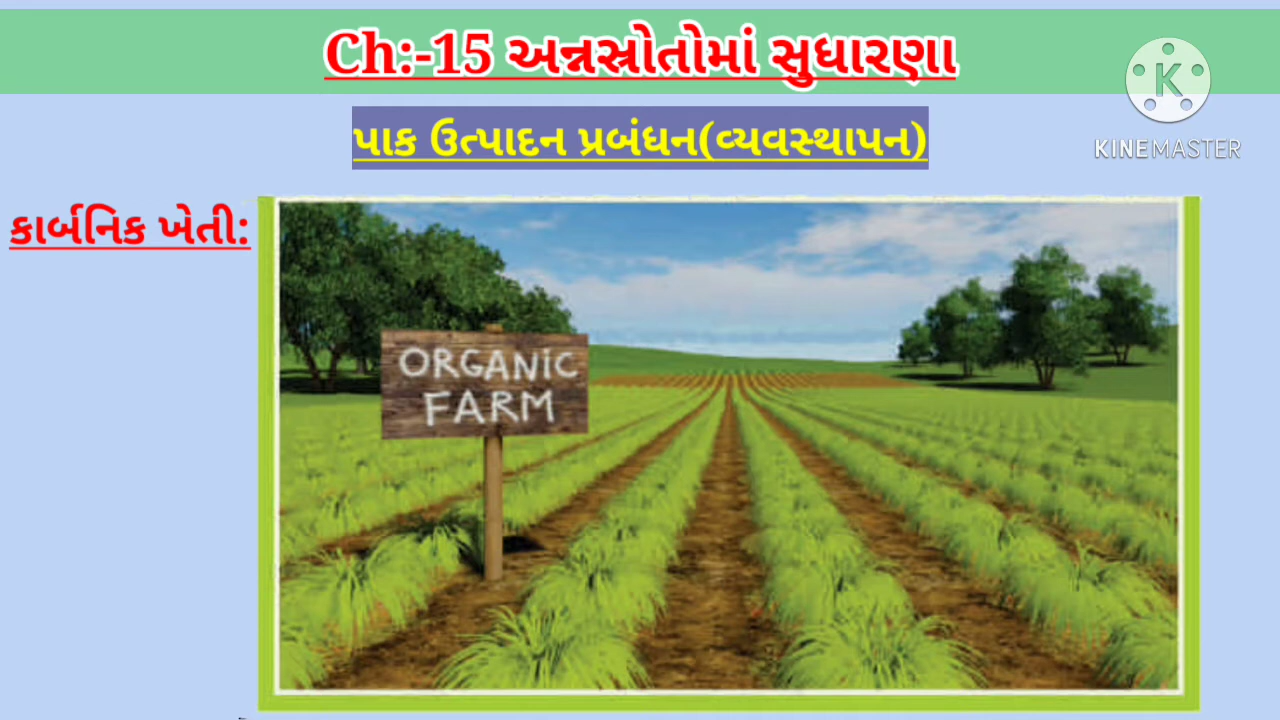 Ch:-15 અન્નસ્રોતોમાં સુધારણા
પાક ઉત્પાદન પ્રબંધન(વ્યવસ્થાપન)
K
KINEMASTER
કાર્બનિક ખેતી:
ORGANIC
FARM